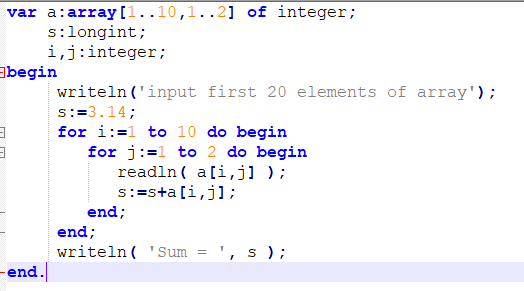 var a:array[1..10,1..2] of integer;
    s:longint;
    i,j:integer;
begin
     writeln('input first 20 elements of array');
     s:=3.14;
     for i:=1 to 10 do begin
        for j:=1 to 2 do begin
           readln( a[i,j] );
           s:=s+a[i,j];
        end;
     end;
     writeln( 'Sum = ', s );
end.